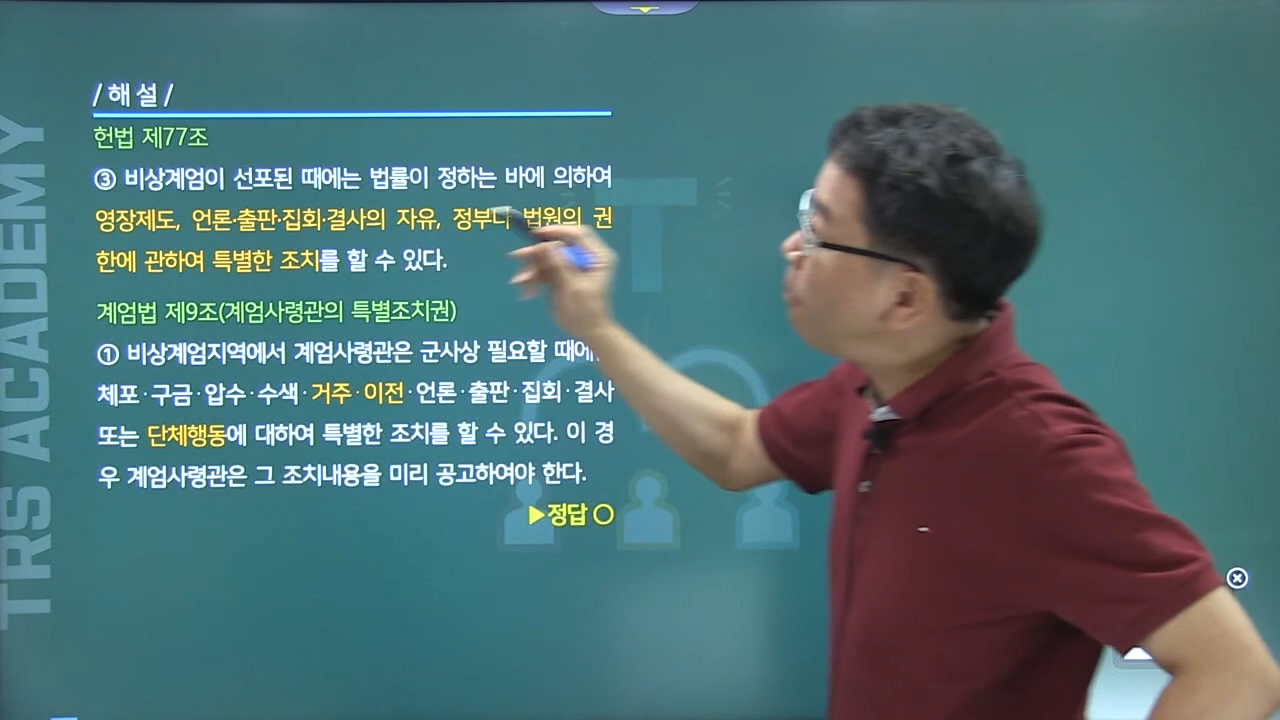 / 해 설 /
헌법 제77조
③ 비상계엄이 선포된 때에는 법률이 정하는 바에 의하여
영장제도, 언론·출판·집회·결사의 자유, 정부나 법원의 권
한에 관하여 특별한 조치를 할 수 있다.
계엄법 제9조(계엄사령관의 특별조치권)
① 비상계엄지역에서 계엄사령관은 군사상 필요할 때에
체포·구금·압수·수색·거주·이전·언론·출판·집회·결사
또는 단체행동에 대하여 특별한 조치를 할 수 있다. 이 경
우 계엄사령관은 그 조치내용을 미리 공고하여야 한다.
▶정답 ○
TRS ACADEMY